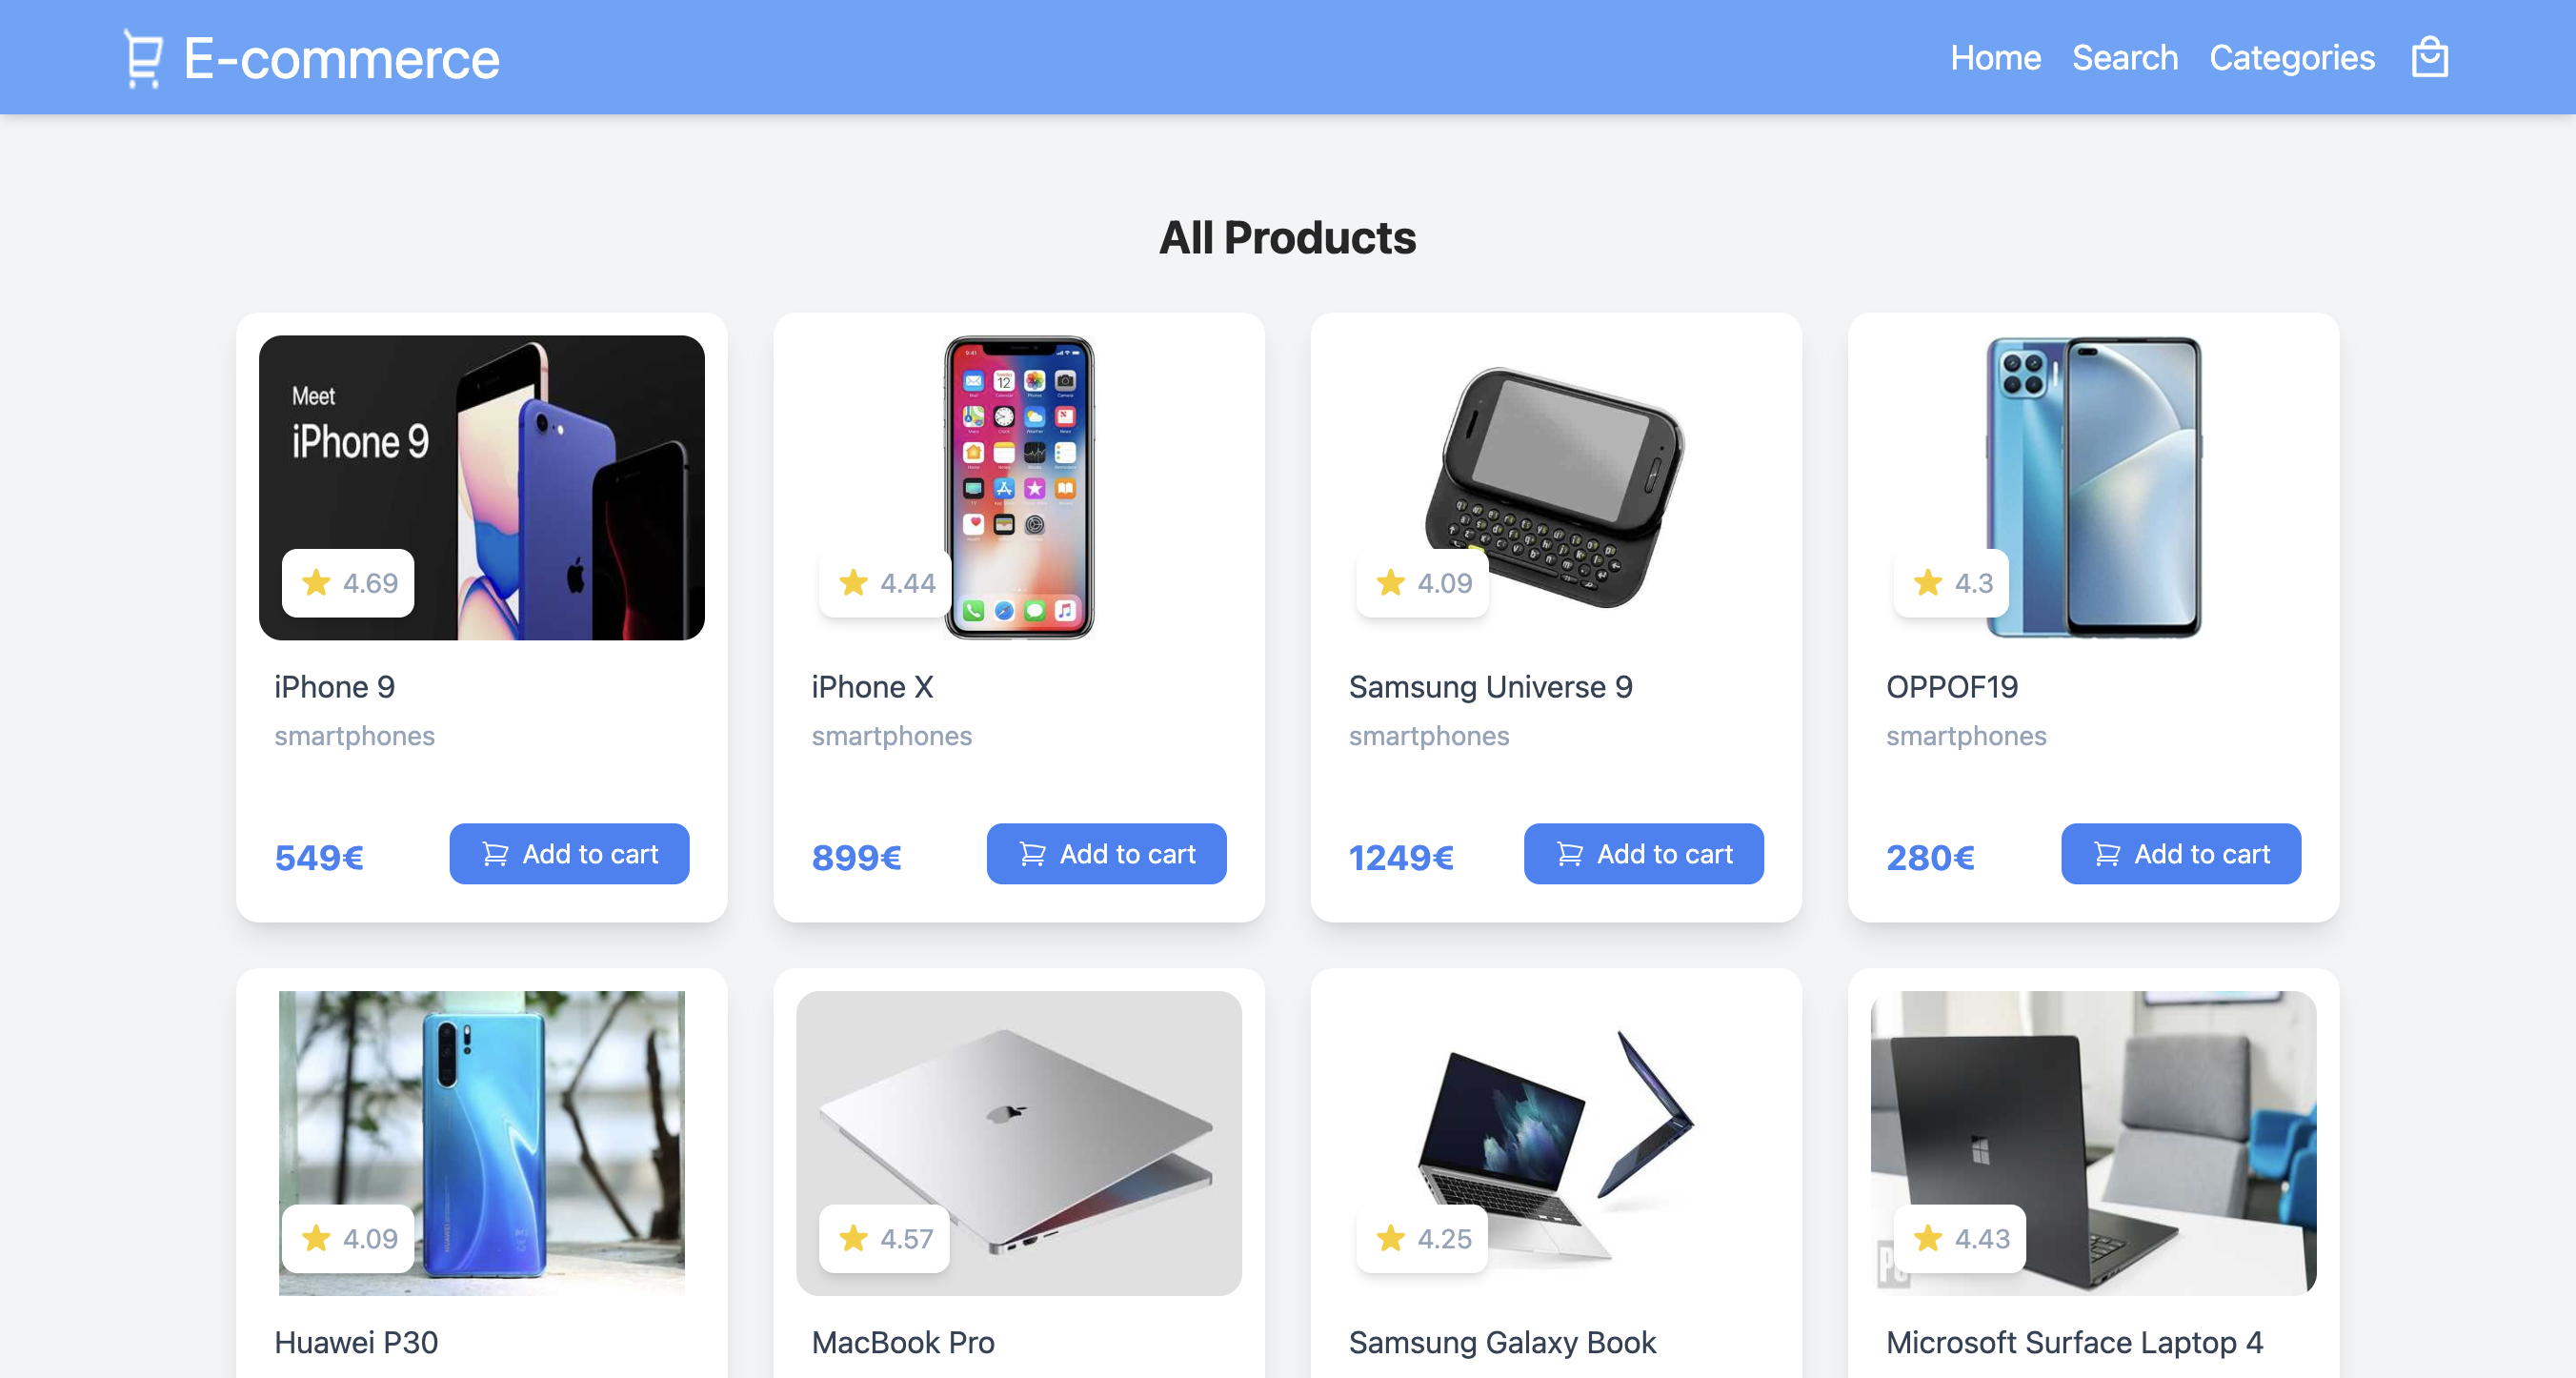 E-commerce
Home Search Categories
All Products
Meet
iPhone 9
4.69
4.44
4.09
4.3
iPhone 9
iPhone X
Samsung Universe 9
OPPOF19
smartphones
smartphones
smartphones
smartphones
549€
Add to cart
899€
Add to cart
1249€
Add to cart
280€
Add to cart
4.09
4.57
4.25
4.43
Huawei P30
MacBook Pro
Samsung Galaxy Book
Microsoft Surface Laptop 4